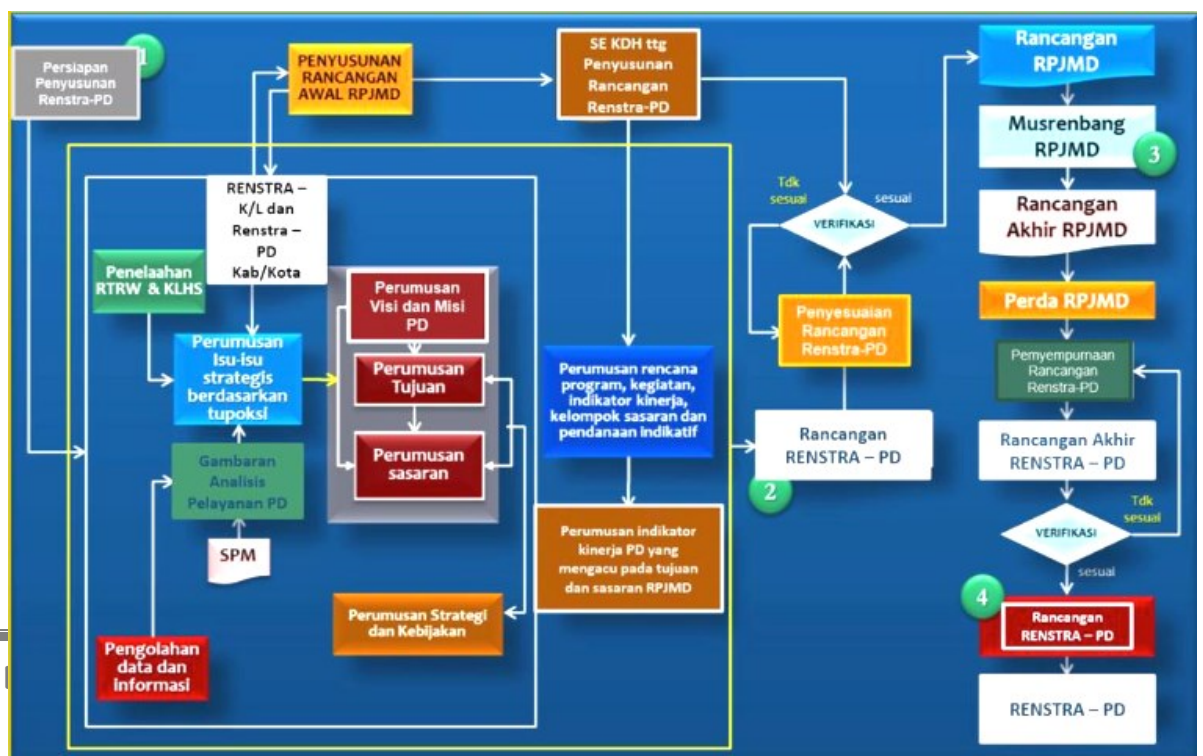 1
Persiapan
Penyusunan
Renstra-PD
PENYUSUNAN
RANCANGAN
AWAL RPJMD
SE KDH ttg
Penyusunan
Rancangan
Renstra-PD
Rancangan
RPJMD
Musrenbang
RPJMD
3
Rancangan
Akhir RPJMD
Perda RPJMD
Pemyempurnaan
Rancangan
Renstra-PD
Rancangan Akhir
RENSTRA – PD
Tdk
sesuai
VERIFIKASI
sesuai
4
Rancangan
RENSTRA – PD
RENSTRA – PD
Tdk
sesuai
sesuai
VERIFIKASI
Penyesuaian
Rancangan
Renstra-PD
Rancangan
RENSTRA – PD
2
RENSTRA –
K/L dan
Renstra –
PD
Kab/Kota
Penelaahan
RTRW & KLHS
Perumusan
Isu-isu
strategis
berdasarkan
tupoksi
Gambaran
Analisis
Pelayanan PD
SPM
Pengolahan
data dan
informasi
Perumusan
Visi dan Misi
PD
Perumusan
Tujuan
Perumusan
sasaran
Perumusan Strategi
dan Kebijakan
Perumusan rencana
program, kegiatan,
indikator kinerja,
kelompok sasaran dan
pendanaan indikatif
Perumusan indikator
kinerja PD yang
mengacu pada tujuan
dan sasaran RPJMD